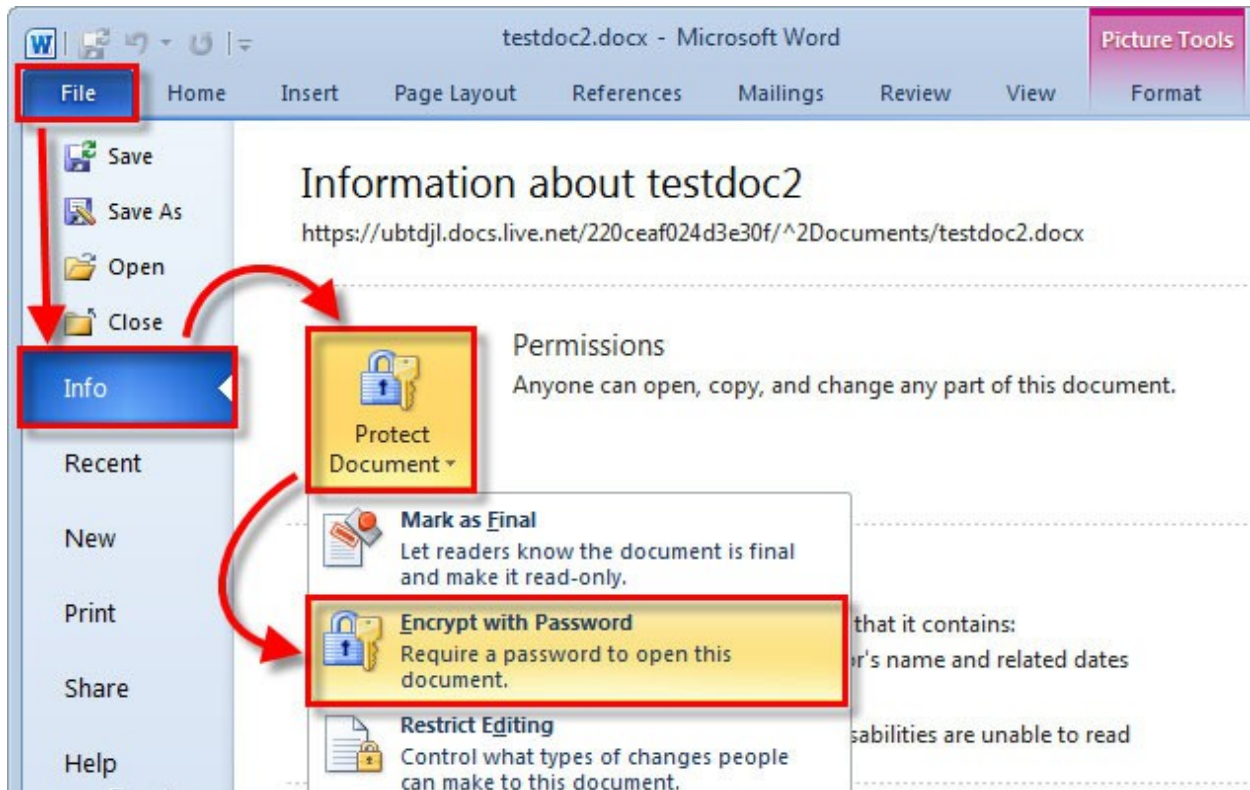 W
testdoc2.docx - Microsoft Word
Picture Tools
File Home Insert Page Layout References Mailings Review View Format
Save
Save As
Open
Close
Info
Recent
New
Print
Share
Help
Information about testdoc2
https://ubtdjl.docs.live.net/220ceaf024d3e30f/^2Documents/testdoc2.docx
Protect
Document
Permissions
Anyone can open, copy, and change any part of this document.
Mark as Final
Let readers know the document is final
and make it read-only.
Encrypt with Password
Require a password to open this
document.
Restrict Editing
Control what types of changes people
can make to this document.
that it contains:
r's name and related dates
sabilities are unable to read